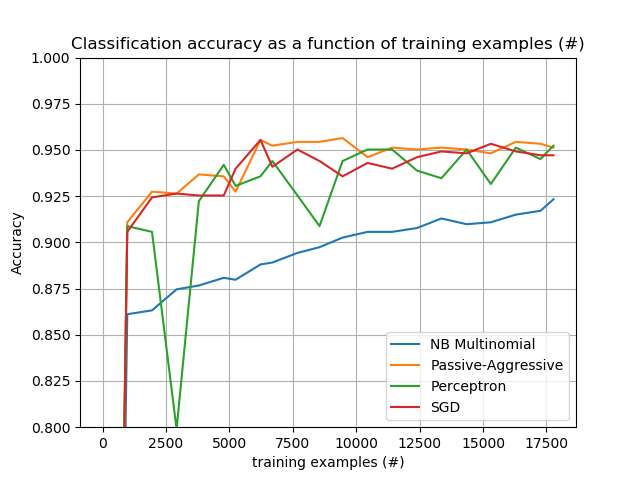 Classification accuracy as a function of training examples (#)
1.000
0.975
0.950
0.925
0.900
0.875
0.850
0.825
0.800
Accuracy
NB Multinomial
Passive-Aggressive
Perceptron
SGD
0 2500 5000 7500 10000 12500 15000 17500
training examples (#)